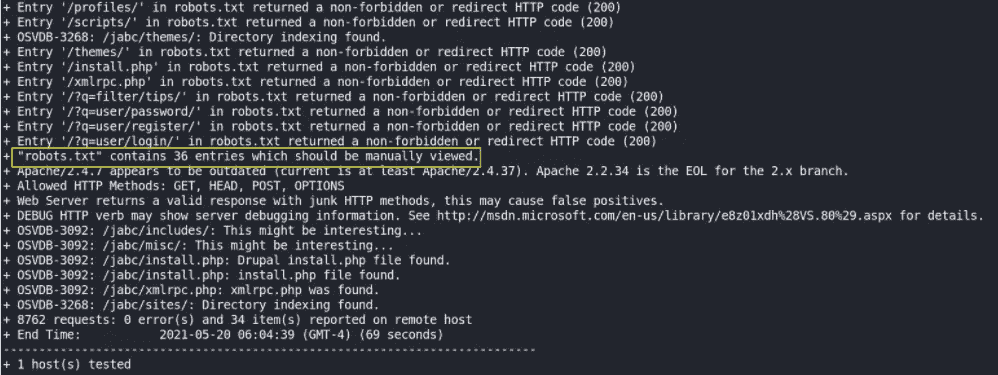 + Entry '/profiles/' in robots.txt returned a non-forbidden or redirect HTTP code (200)
+ Entry '/scripts/' in robots.txt returned a non-forbidden or redirect HTTP code (200)
+ OSVDB-3268: /jabc/themes/: Directory indexing found.
+ Entry '/themes/' in robots.txt returned a non-forbidden or redirect HTTP code (200)
+ Entry '/install.php' in robots.txt returned a non-forbidden or redirect HTTP code (200)
+ Entry '/xmlrpc.php' in robots.txt returned a non-forbidden or redirect HTTP code (200)
+ Entry '/?q=filter/tips/' in robots.txt returned a non-forbidden or redirect HTTP code (200)
+ Entry '/?q=user/password/' in robots.txt returned a non-forbidden or redirect HTTP code (200)
+ Entry '/?q=user/register/' in robots.txt returned a non-forbidden or redirect HTTP code (200)
+ Entry '/?q=user/login/' in robots.txt returned a non-forbidden or redirect HTTP code (200)
+ "robots.txt" contains 36 entries which should be manually viewed.
+ Apache/2.4.7 appears to be outdated (current is at least Apache/2.4.37). Apache 2.2.34 is the EOL for the 2.x branch.
+ Allowed HTTP Methods: GET, HEAD, POST, OPTIONS
+ Web Server returns a valid response with junk HTTP methods, this may cause false positives.
+ DEBUG HTTP verb may show server debugging information. See http://msdn.microsoft.com/en-us/library/e8z01xdh%28VS.80%29.aspx for details.
+ OSVDB-3092: /jabc/includes/: This might be interesting...
+ OSVDB-3092: /jabc/misc/: This might be interesting...
+ OSVDB-3092: /jabc/install.php: Drupal install.php file found.
+ OSVDB-3092: /jabc/install.php: install.php file found.
+ OSVDB-3092: /jabc/xmlrpc.php: xmlrpc.php was found.
+ OSVDB-3268: /jabc/sites/: Directory indexing found.
+ 8762 requests: 0 error(s) and 34 item(s) reported on remote host
+ End Time: 2021-05-20 06:04:39 (GMT-4) (69 seconds)
---------------------------------------------------------------------------
+ 1 host(s) tested